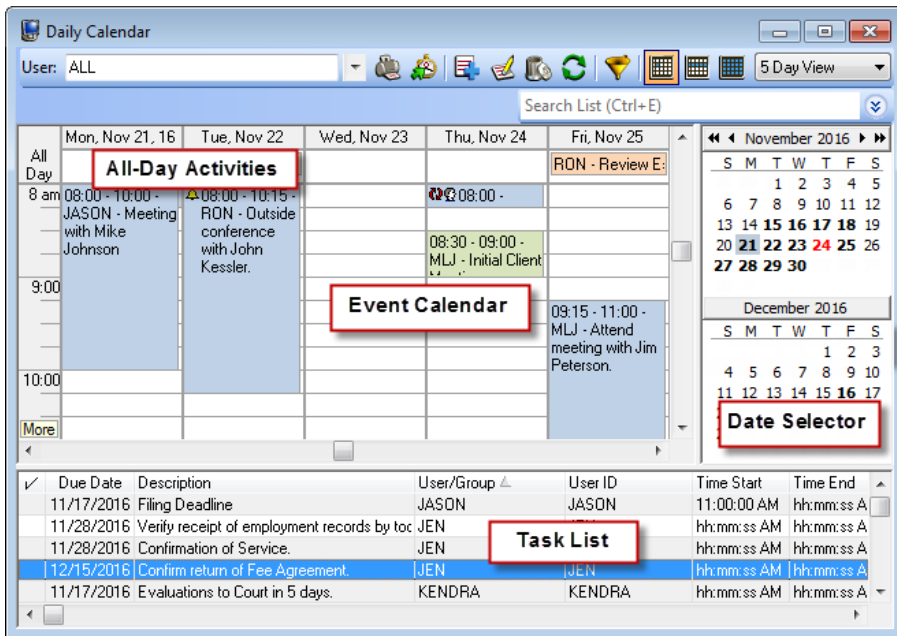 Daily Calendar
User: ALL
5 Day View
Search List (Ctrl+E)
Mon, Nov 21, 16 Tue, Nov 22 Wed, Nov 23 Thu, Nov 24 Fri, Nov 25
All Day
All-Day Activities
RON - Review E:
8 am
9:00
10:00
More
08:00 - 10:00 -
JASON - Meeting
with Mike
Johnson
08:00 - 10:15 -
RON - Outside
conference
with John
Kessler.
08:00 -
08:30 - 09:00 -
MLJ - Initial Client
09:15 - 11:00 -
MLJ - Attend
meeting with Jim
Peterson.
Event Calendar
November 2016
S M T W T F S
1 2 3 4 5
6 7 8 9 10 11 12
13 14 15 16 17 18 19
20 21 22 23 24 25 26
27 28 29 30
December 2016
S M T W T F S
1 2 3
4 5 6 7 8 9 10
11 12 13 14 15 16 17
Date Selector
Due Date Description User/Group User ID Time Start Time End
11/17/2016 Filing Deadline JASON JASON 11:00:00 AM hh:mm:ss A
11/28/2016 Verify receipt of employment records by toc JEN hh:mm:ss AM hh:mm:ss A
11/28/2016 Confirmation of Service. JEN hh:mm:ss AM hh:mm:ss A
12/15/2016 Confirm return of Fee Agreement. JEN JEN hh:mm:ss AM hh:mm:ss A
11/17/2016 Evaluations to Court in 5 days. KENDRA KENDRA hh:mm:ss AM hh:mm:ss A
Task List